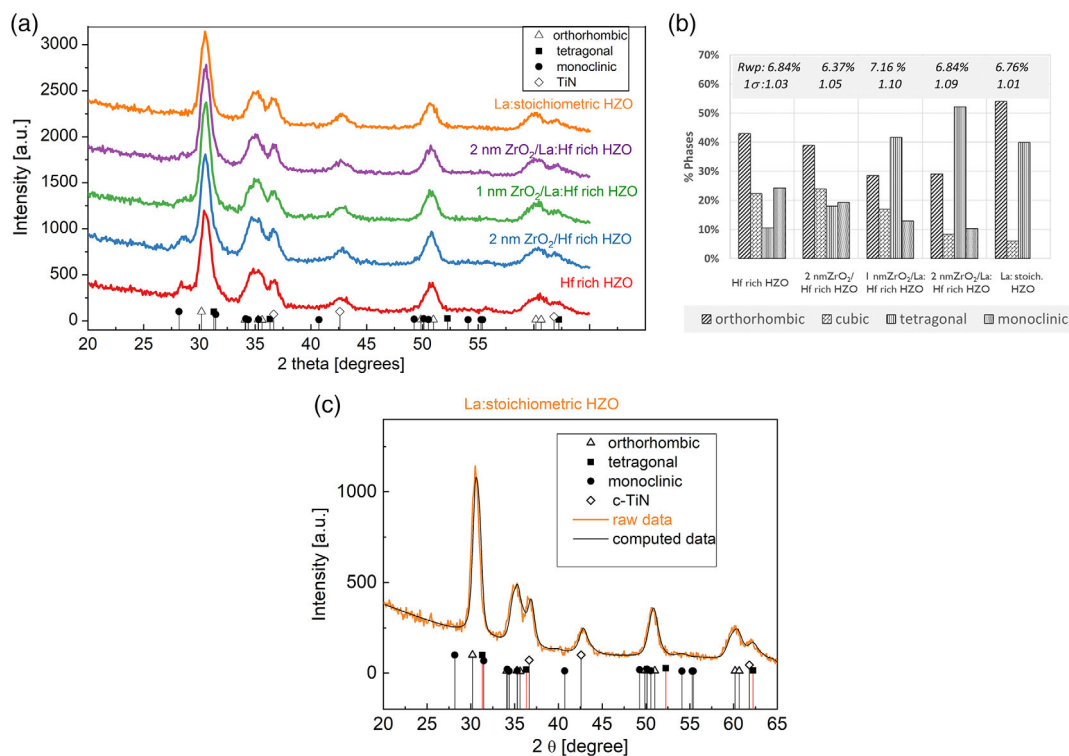 (a)
3000
2500
2000
1500
1000
500
0
Intensity [a.u.]
orthorhombic
tetragonal
monoclinic
TiN
La:stoichiometric HZO
2 nm ZrO2/La:Hf rich HZO
1 nm ZrO2/La:Hf rich HZO
2 nm ZrO2/Hf rich HZO
Hf rich HZO
20 25 30 35 40 45 50 55
2 theta [degrees]
(b)
70%
60%
50%
40%
30%
20%
10%
0%
% Phases
Rwp: 6.84% 6.37% 7.16 % 6.84% 6.76%
1σ :1.03 1.05 1.10 1.09 1.01
Hf rich HZO
2 nmZrO2/
Hf rich HZO
1 nmZrO2/La:
Hf rich HZO
2 nmZrO2/La:
Hf rich HZO
La: stoich.
HZO
orthorhombic cubic tetragonal monoclinic
(c)
La:stoichiometric HZO
1000
500
0
Intensity [a.u.]
orthorhombic
tetragonal
monoclinic
c-TiN
raw data
computed data
20 25 30 35 40 45 50 55 60 65
2 θ [degree]